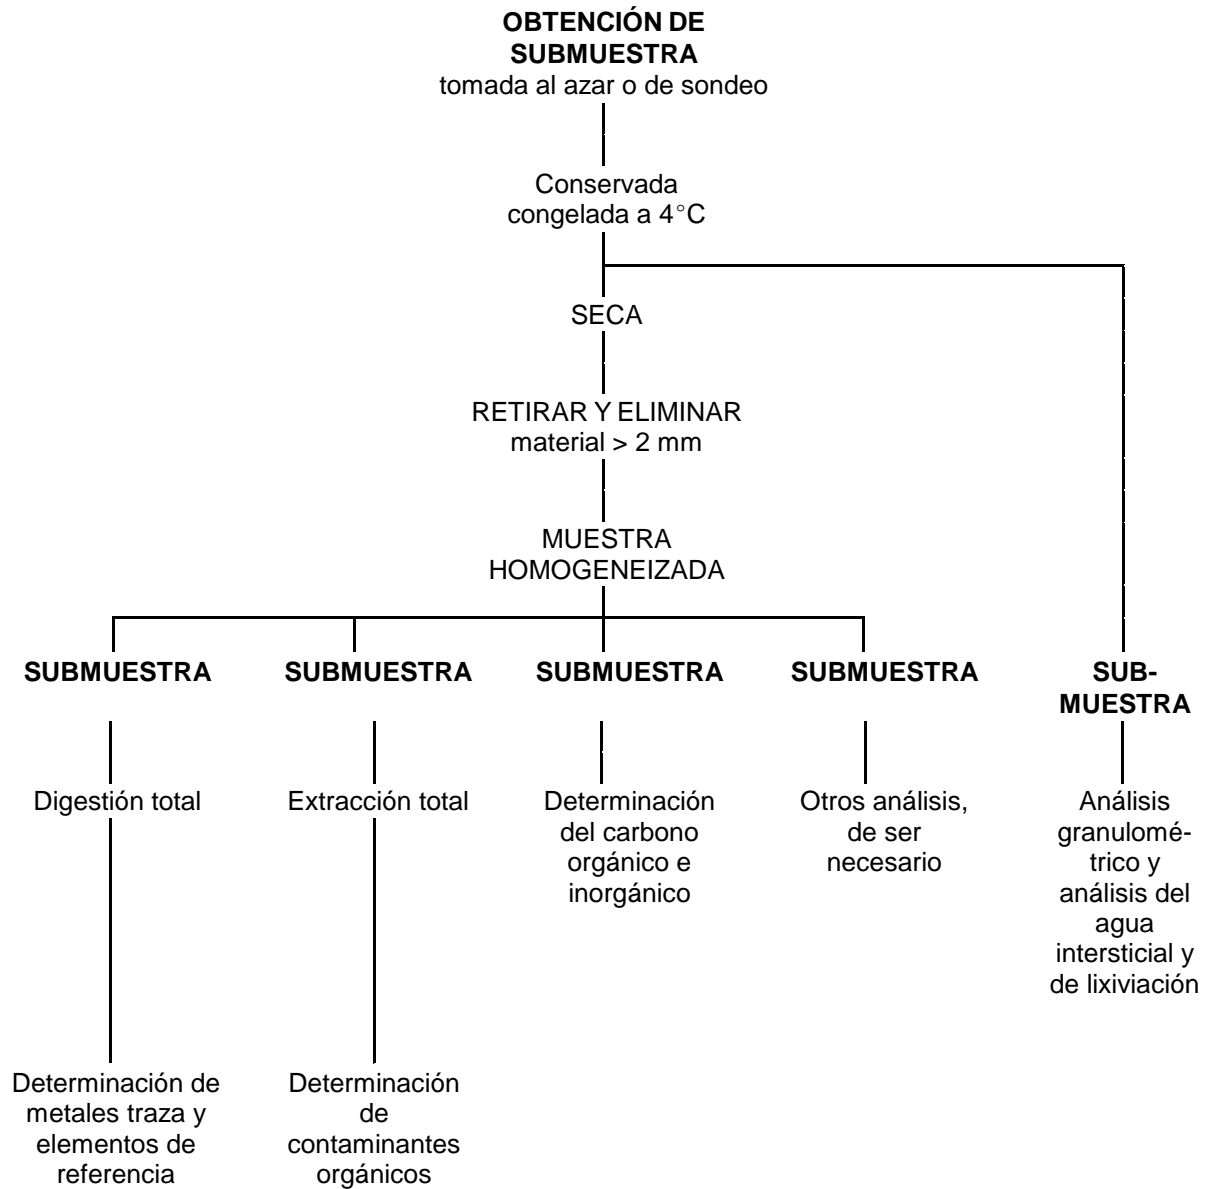 OBTENCIÓN DE
SUBMUESTRA
tomada al azar o de sondeo
Conservada
congelada a 4°C
SECA
RETIRAR Y ELIMINAR
material > 2 mm
MUESTRA
HOMOGENEIZADA
SUBMUESTRA
Digestión total
Determinación de
metales traza y
elementos de
referencia
SUBMUESTRA
Extracción total
Determinación
de
contaminantes
orgánicos
SUBMUESTRA
Determinación
del carbono
orgánico e
inorgánico
SUBMUESTRA
Otros análisis,
de ser
necesario
SUB-
MUESTRA
Análisis
granulomé-
trico y
análisis del
agua
intersticial y
de lixiviación